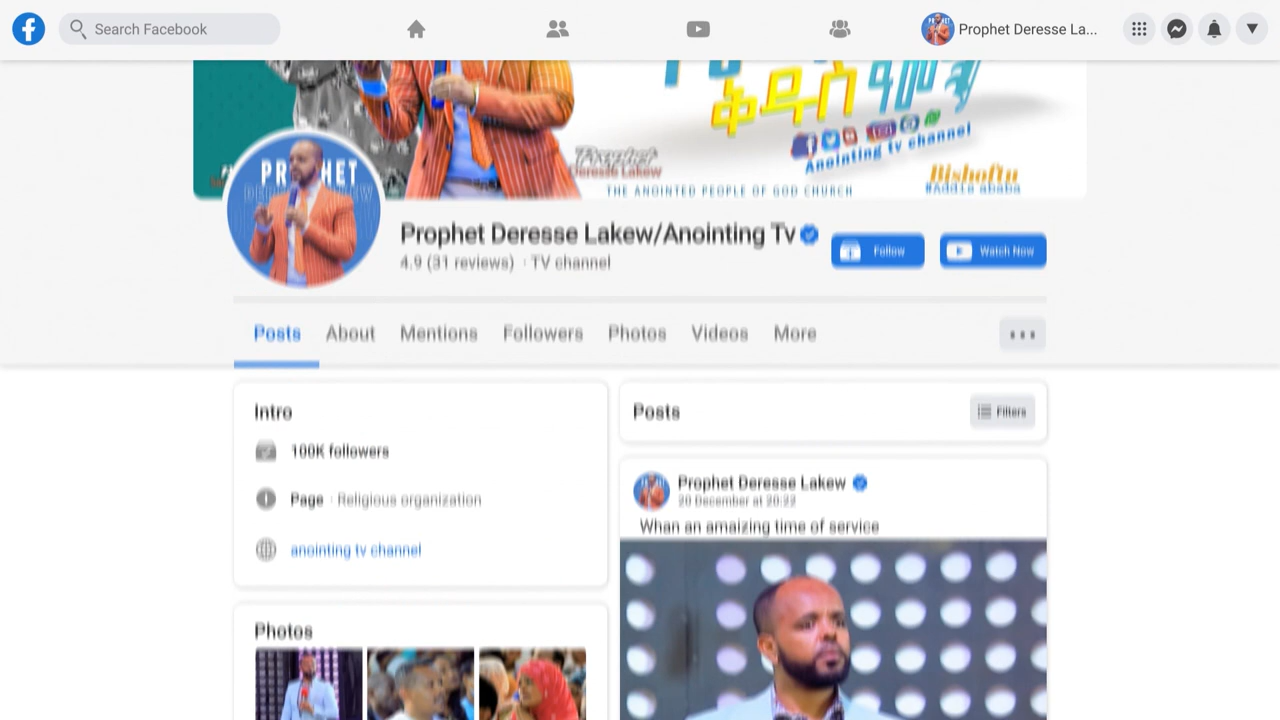 Search Facebook
Prophet Deresse La...
ቅዱስ
Prophet
Deresse Lakew
Anointing tv channel
THE ANOINTED PEOPLE OF GOD CHURCH
Bishoftu
PROPHET
DERESSE LAKEW
Prophet Deresse Lakew/Anointing Tv
4.9 (31 reviews) · TV channel
Follow
Watch Now
Posts About Mentions Followers Photos Videos More
Intro
100K followers
Page · Religious organization
anointing tv channel
Photos
Posts
Filters
Prophet Deresse Lakew
20 December at 20:22
Whan an amaizing time of service